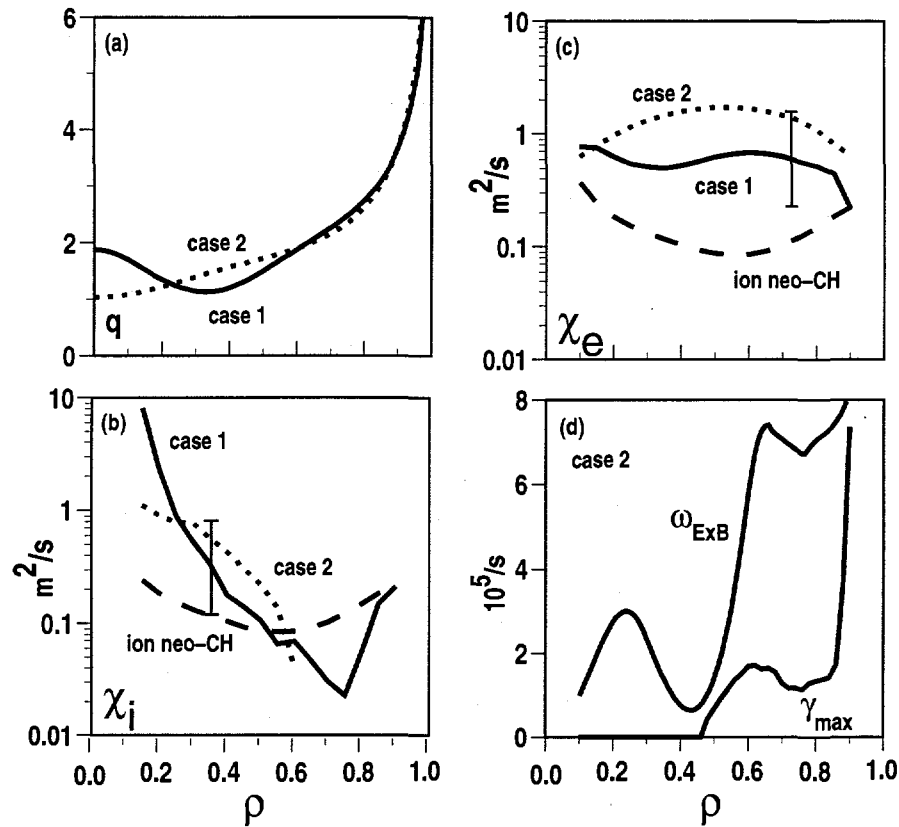 (a)
6
4
2
0
case 2
case 1
q
(c)
10
1
0.1
0.01
m²/s
case 2
case 1
ion neo–CH
χe
(b)
10
1
0.1
0.01
m²/s
case 1
case 2
ion neo–CH
χi
0.0 0.2 0.4 0.6 0.8 1.0
ρ
(d)
case 2
8
6
4
2
0
10⁵/s
ωExB
γmax
0.0 0.2 0.4 0.6 0.8 1.0
ρ